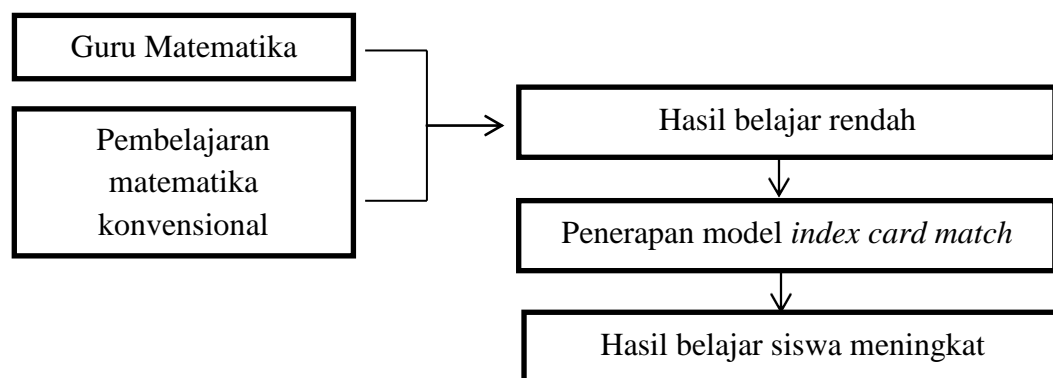 Guru Matematika
Pembelajaran
matematika
konvensional
Hasil belajar rendah
Penerapan model index card match
Hasil belajar siswa meningkat